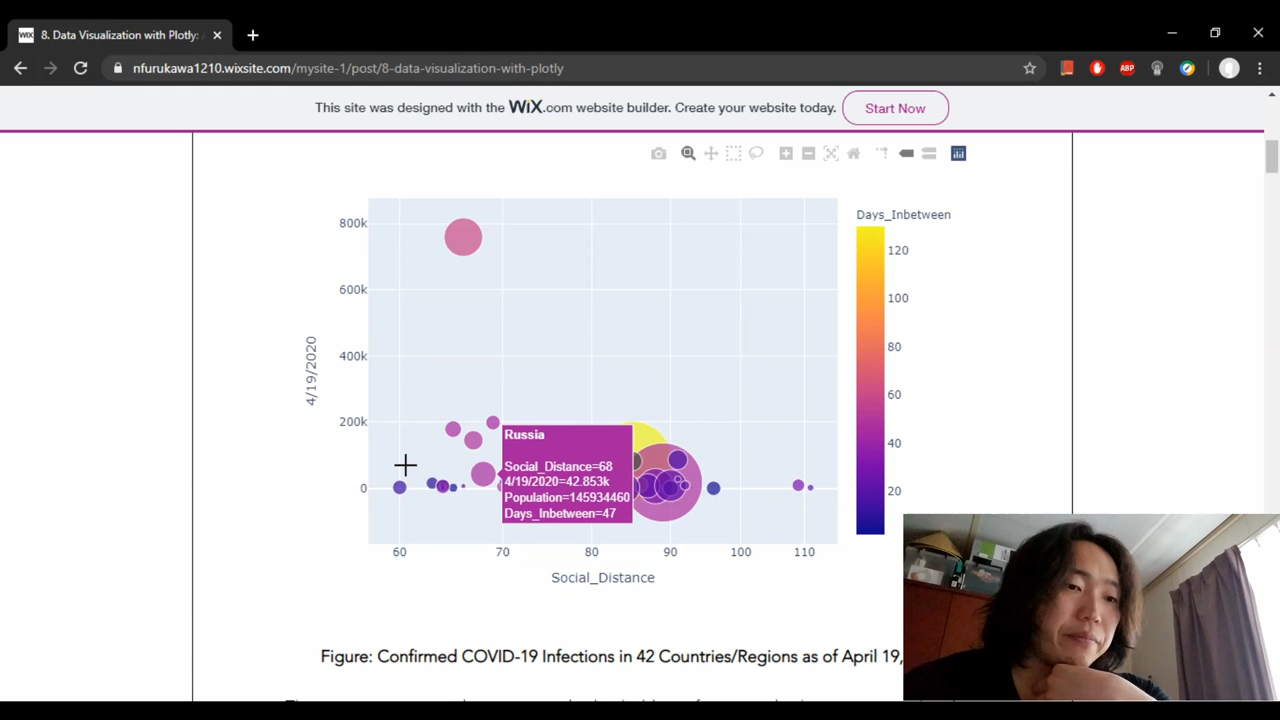 8. Data Visualization with Plotly:
nfurukawa1210.wixsite.com/mysite-1/post/8-data-visualization-with-plotly
ABP
This site was designed with the WiX.com website builder. Create your website today.
Start Now
Days_Inbetween
800k
600k
400k
200k
0
4/19/2020
120
100
80
60
40
20
Russia
Social_Distance=68
4/19/2020=42.853k
Population=145934460
Days_Inbetween=47
60 70 80 90 100 110
Social_Distance
Figure: Confirmed COVID-19 Infections in 42 Countries/Regions as of April 19,